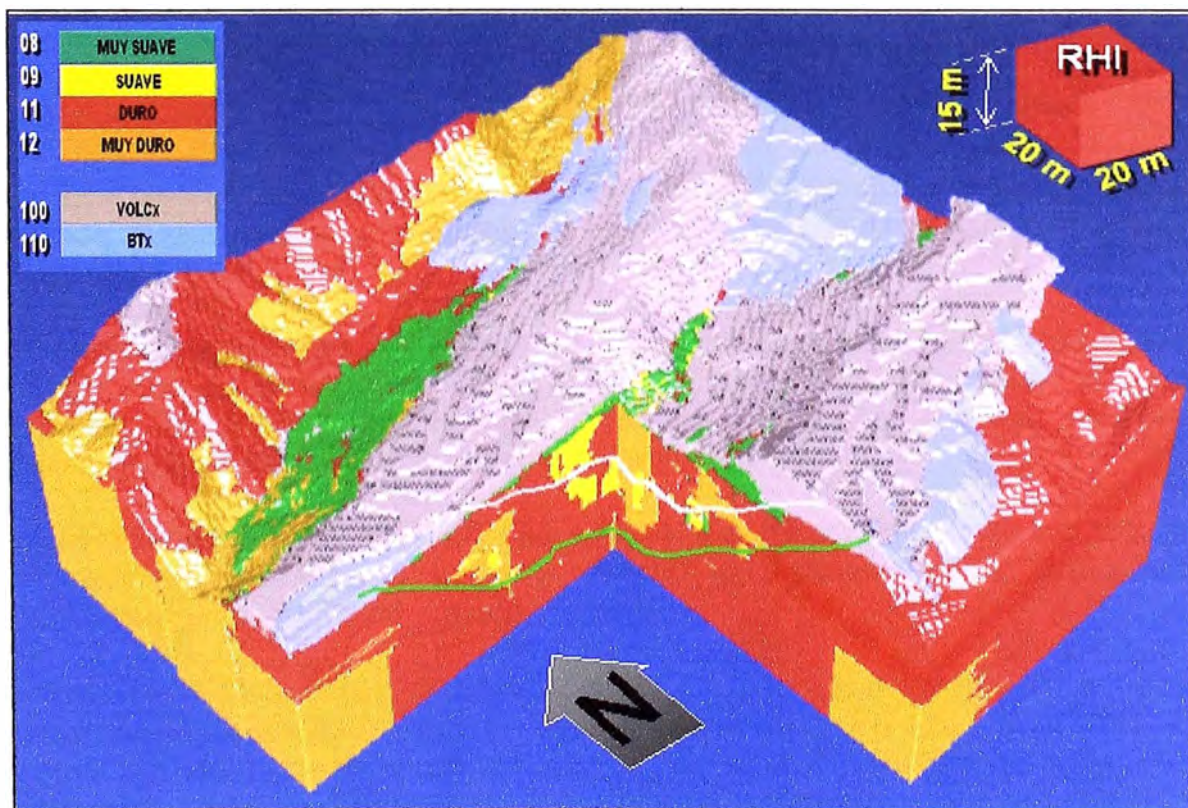 08 MUY SUAVE
09 SUAVE
11 DURO
12 MUY DURO
100 VOLCx
110 BTx
RHI
15 m
20 m
20 m
N